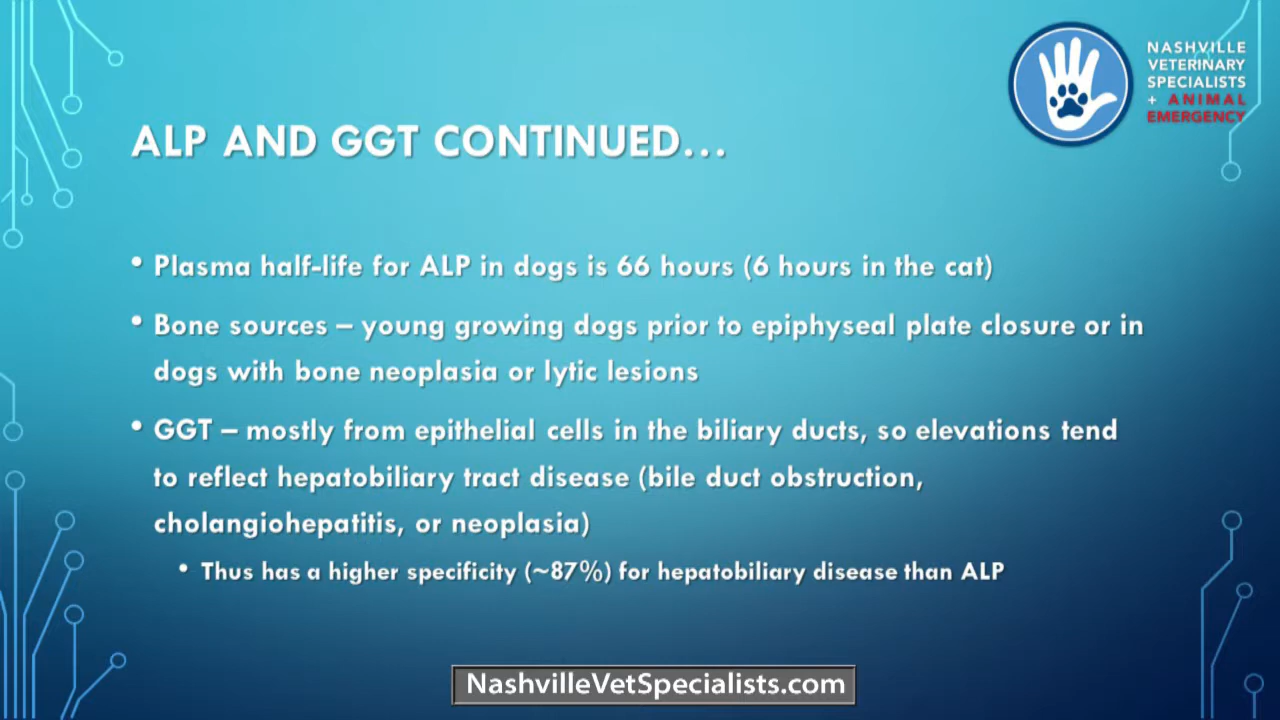 NASHVILLE
VETERINARY
SPECIALISTS
+ ANIMAL
EMERGENCY
ALP AND GGT CONTINUED...
• Plasma half-life for ALP in dogs is 66 hours (6 hours in the cat)
• Bone sources – young growing dogs prior to epiphyseal plate closure or in
dogs with bone neoplasia or lytic lesions
• GGT – mostly from epithelial cells in the biliary ducts, so elevations tend
to reflect hepatobiliary tract disease (bile duct obstruction,
cholangiohepatitis, or neoplasia)
• Thus has a higher specificity (~87%) for hepatobiliary disease than ALP
NashvilleVetSpecialists.com